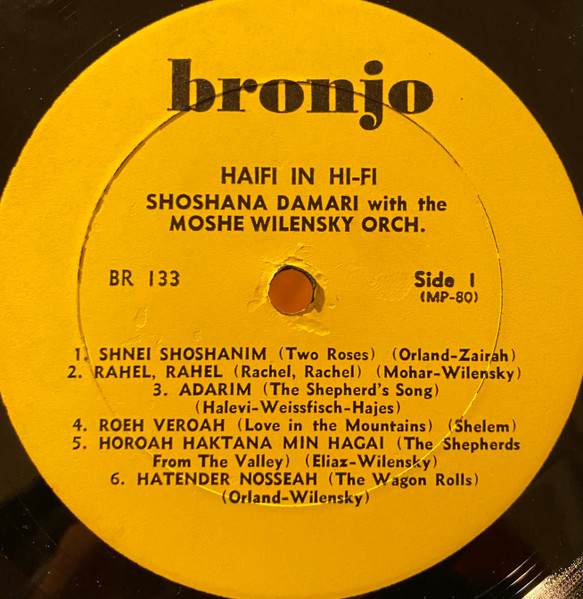 bronjo
HAIFI IN HI-FI
SHOSHANA DAMARI with the
MOSHE WILENSKY ORCH.
BR 133
Side 1
(MP-80)
1. SHNEI SHOSHANIM (Two Roses) (Orland-Zairah)
2. RAHEL, RAHEL (Rachel, Rachel) (Mohar-Wilensky)
3. ADARIM (The Shepherd's Song)
(Halevi-Weissfisch-Hajes)
4. ROEH VEROAH (Love in the Mountains) (Shelem)
5. HOROAH HAKTANA MIN HAGAI (The Shepherds
From The Valley) (Eliaz-Wilensky)
6. HATENDER NOSSEAH (The Wagon Rolls)
(Orland-Wilensky)